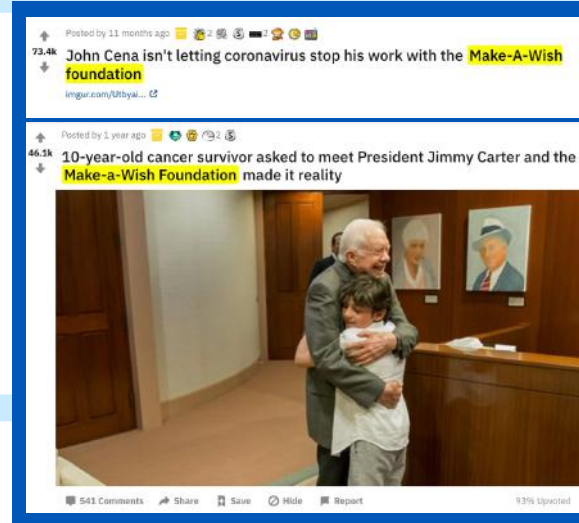 Posted by 11 months ago 2 2
73.4k
John Cena isn't letting coronavirus stop his work with the Make-A-Wish
foundation
imgur.com/Utbyai...
Posted by 1 year ago 2
46.1k
10-year-old cancer survivor asked to meet President Jimmy Carter and the
Make-a-Wish Foundation made it reality
541 Comments Share Save Hide Report 93% Upvoted